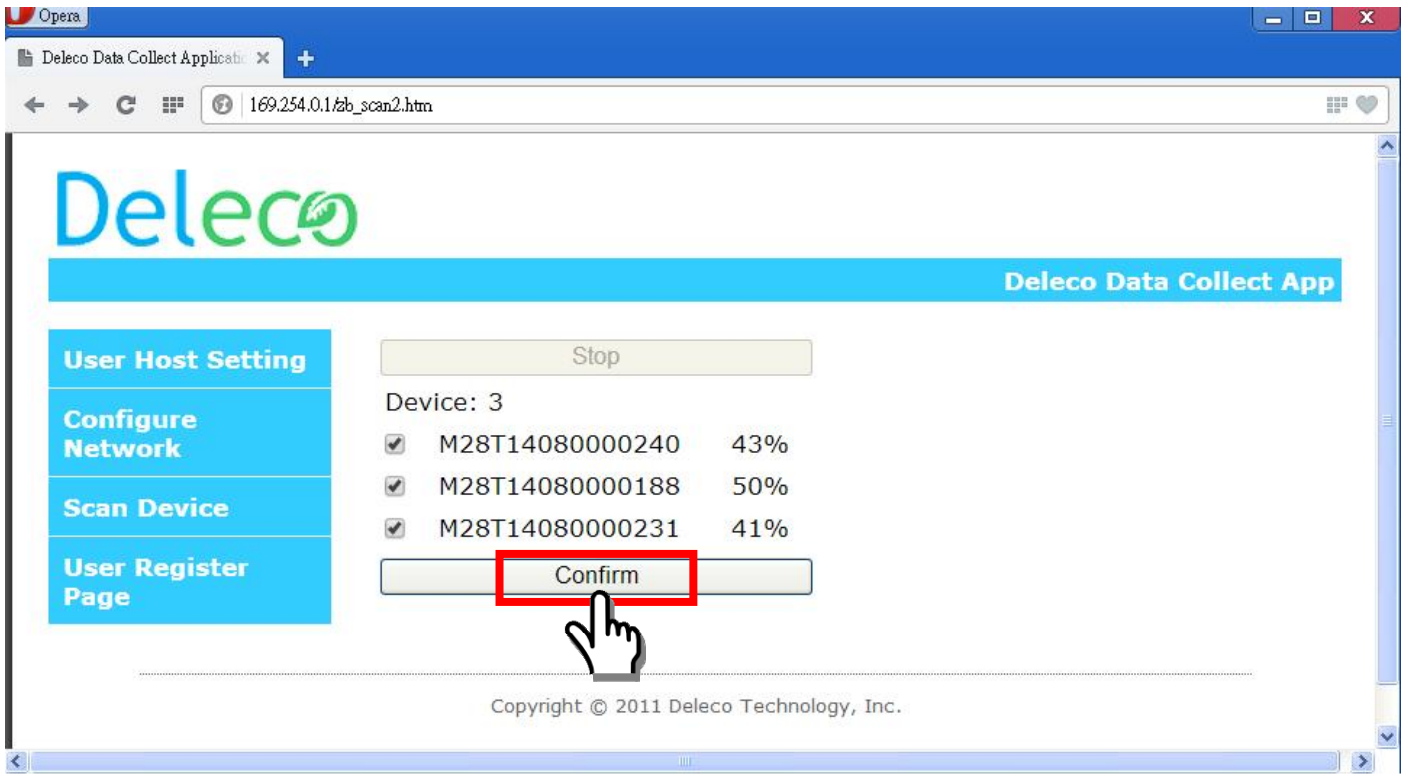 Opera
Deleco Data Collect Applicatio
169.254.0.1/zb_scan2.htm
Deleco
Deleco Data Collect App
User Host Setting
Configure
Network
Scan Device
User Register
Page
Stop
Device: 3
M28T14080000240 43%
M28T14080000188 50%
M28T14080000231 41%
Confirm
Copyright © 2011 Deleco Technology, Inc.